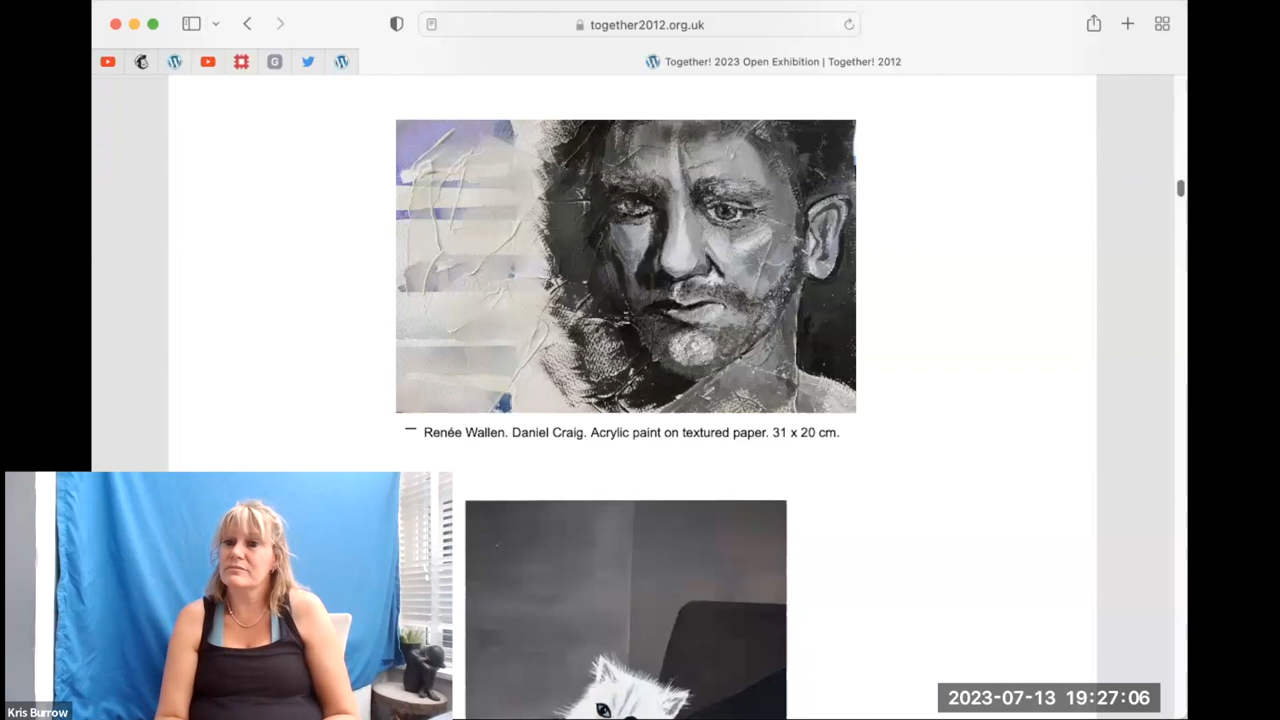 together2012.org.uk
G
Together! 2023 Open Exhibition | Together! 2012
Renée Wallen. Daniel Craig. Acrylic paint on textured paper. 31 x 20 cm.
Kris Burrow
2023-07-13 19:27:06